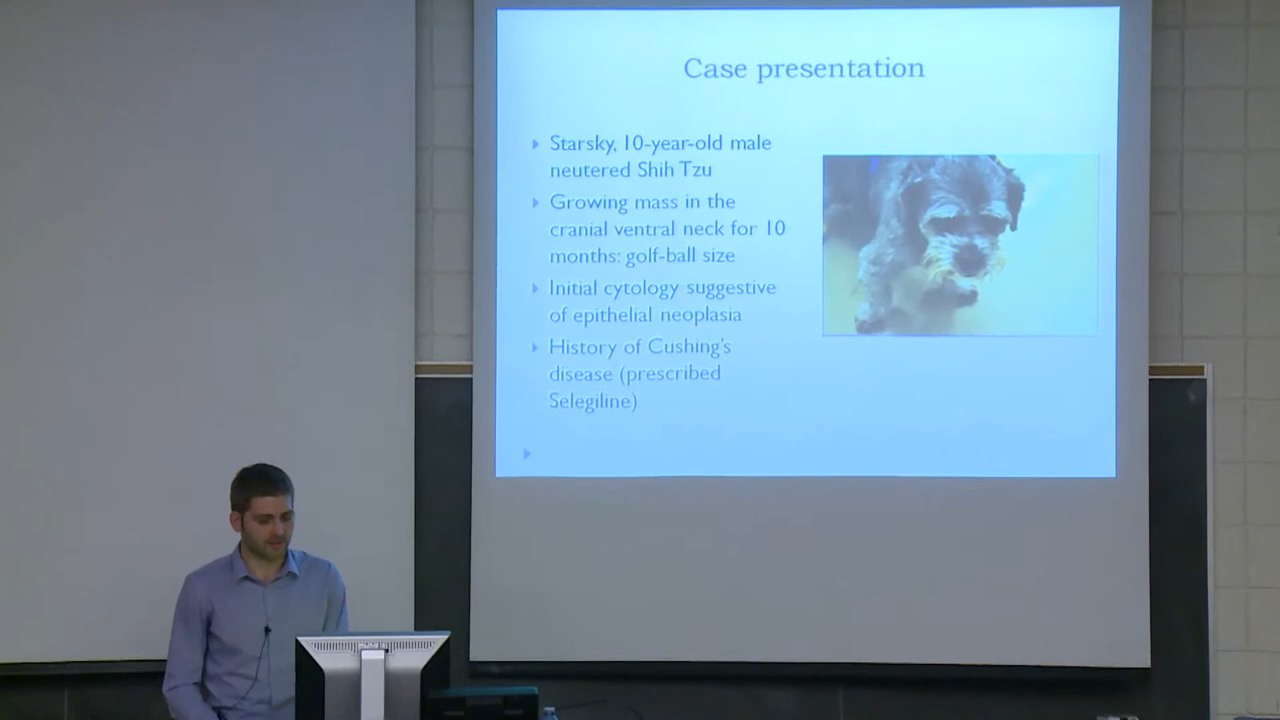 Case presentation
Starsky, 10-year-old male
neutered Shih Tzu
Growing mass in the
cranial ventral neck for 10
months: golf-ball size
Initial cytology suggestive
of epithelial neoplasia
History of Cushing's
disease (prescribed
Selegiline)